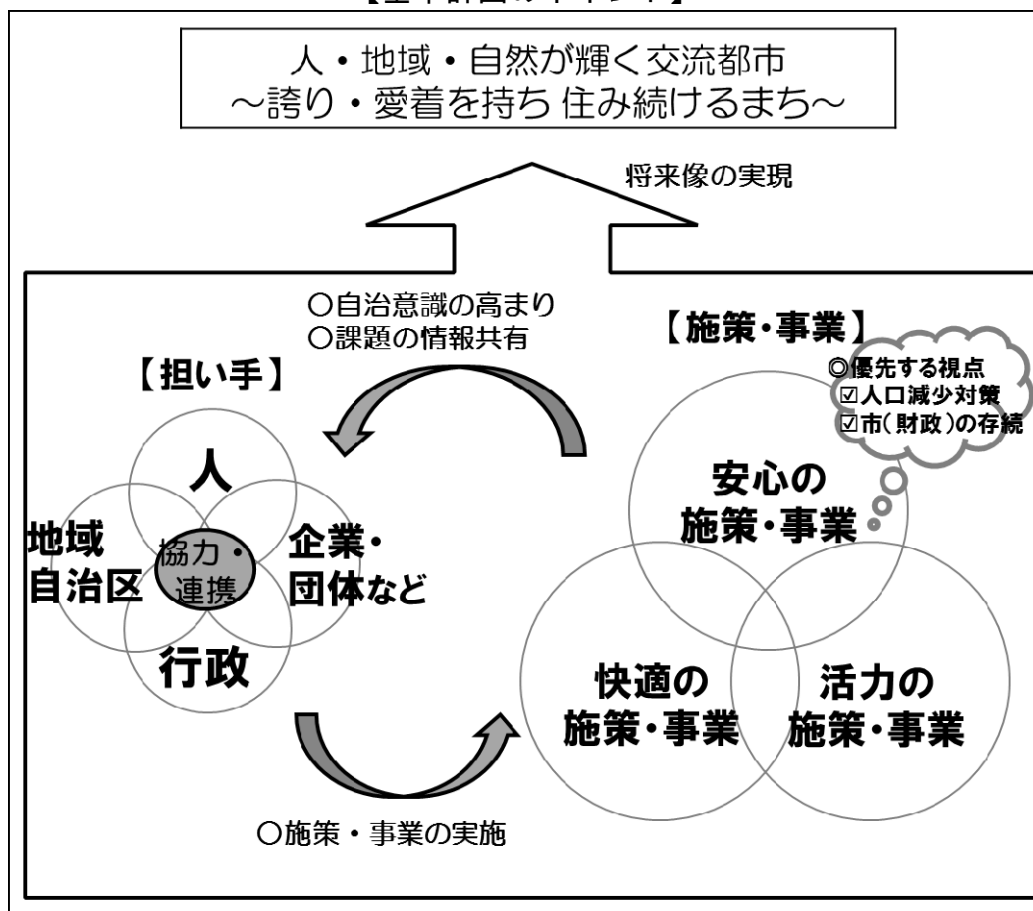 人・地域・自然が輝く交流都市
～誇り・愛着を持ち 住み続けるまち～
将来像の実現
○自治意識の高まり
○課題の情報共有
【担い手】
人
地域
自治区
協力・
連携
企業・
団体など
行政
【施策・事業】
◎優先する視点
☑人口減少対策
☑市(財政)の存続
安心の
施策・事業
快適の
施策・事業
活力の
施策・事業
○施策・事業の実施